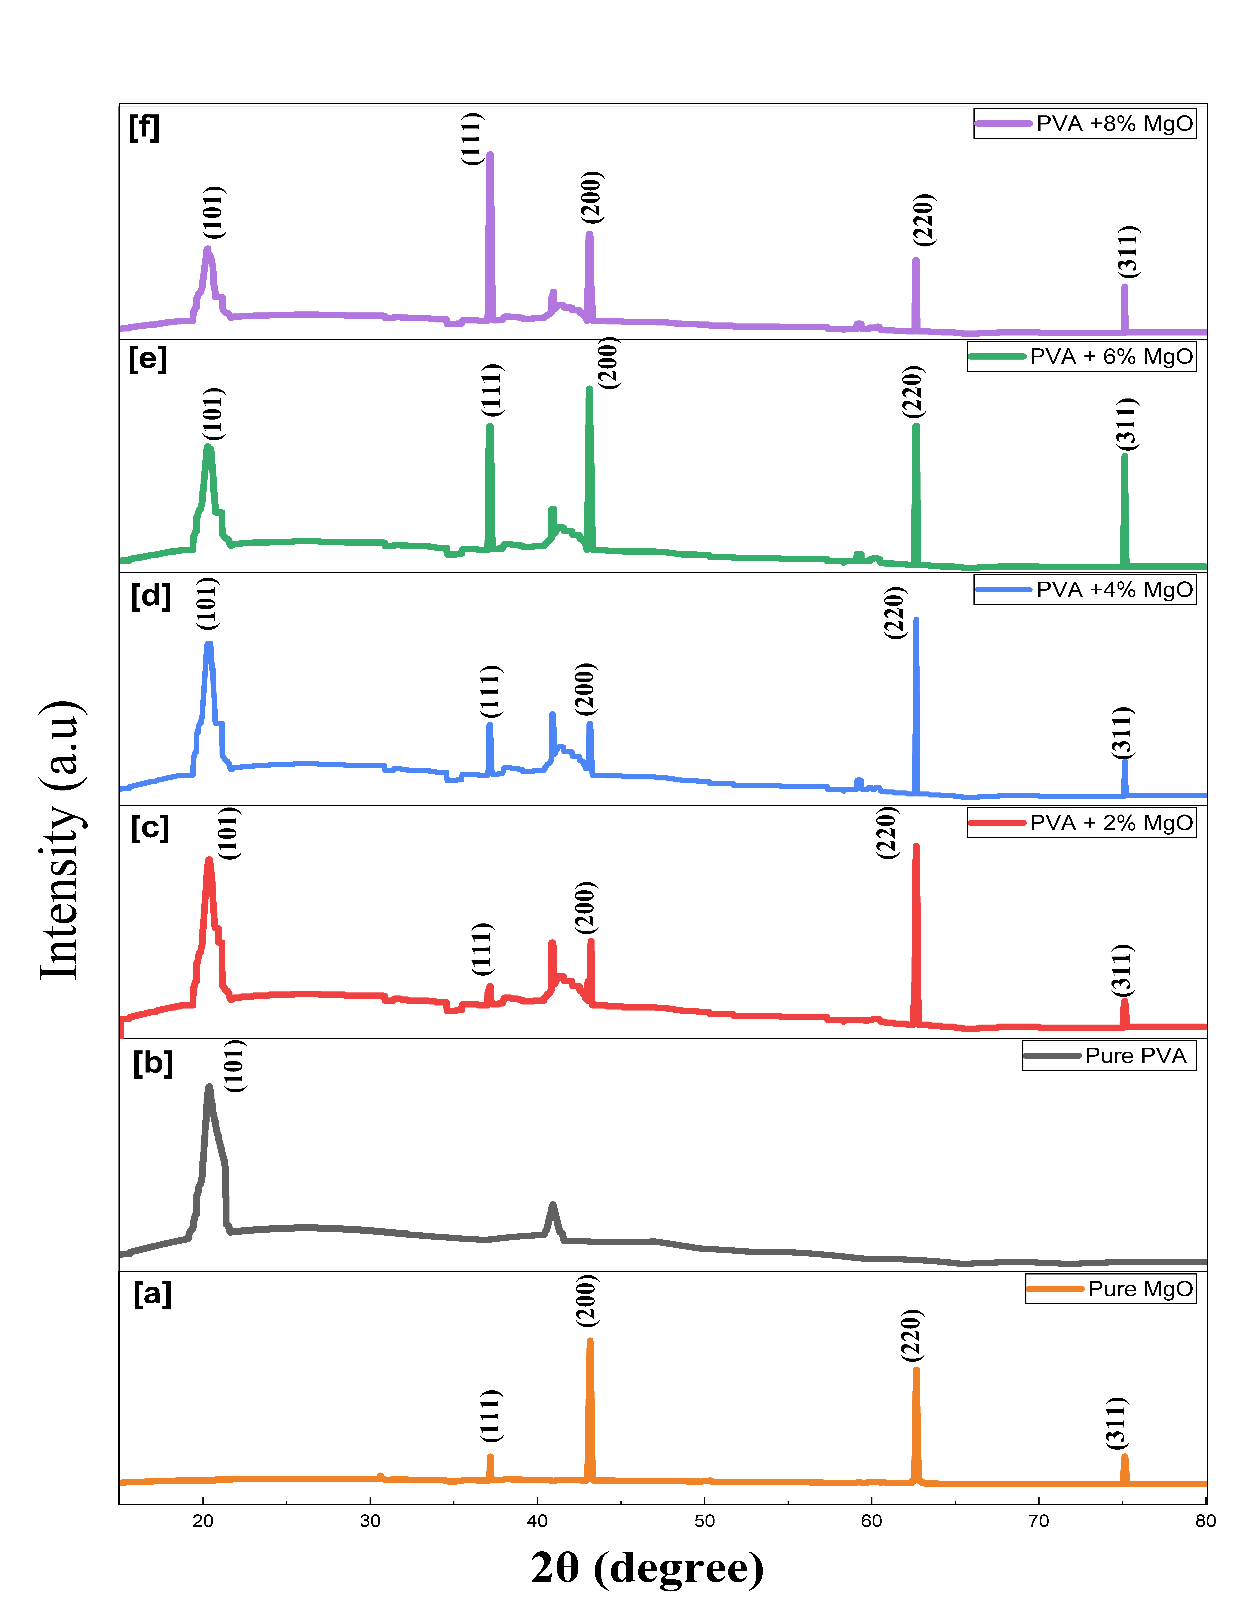 [f]
PVA +8% MgO
(101)
(111)
(200)
(220)
(311)
[e]
PVA + 6% MgO
(101)
(111)
(200)
(220)
(311)
[d]
PVA +4% MgO
(101)
(111)
(200)
(220)
(311)
[c]
PVA + 2% MgO
(101)
(111)
(200)
(220)
(311)
[b]
Pure PVA
(101)
[a]
Pure MgO
(111)
(200)
(220)
(311)
Intensity (a.u)
20 30 40 50 60 70 80
2θ (degree)